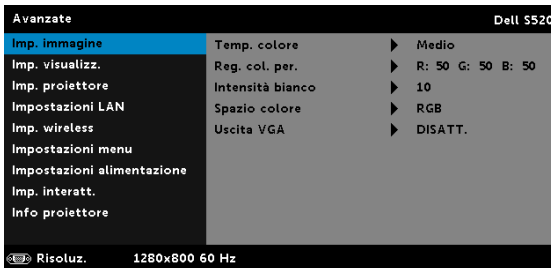 Avanzate Dell S520
Imp. immagine Temp. colore Medio
Imp. visualizz. Reg. col. per. R: 50 G: 50 B: 50
Imp. proiettore Intensità bianco 10
Impostazioni LAN Spazio colore RGB
Imp. wireless Uscita VGA DISATT.
Impostazioni menu
Impostazioni alimentazione
Imp. interatt.
Info proiettore
Risoluz. 1280x800 60 Hz